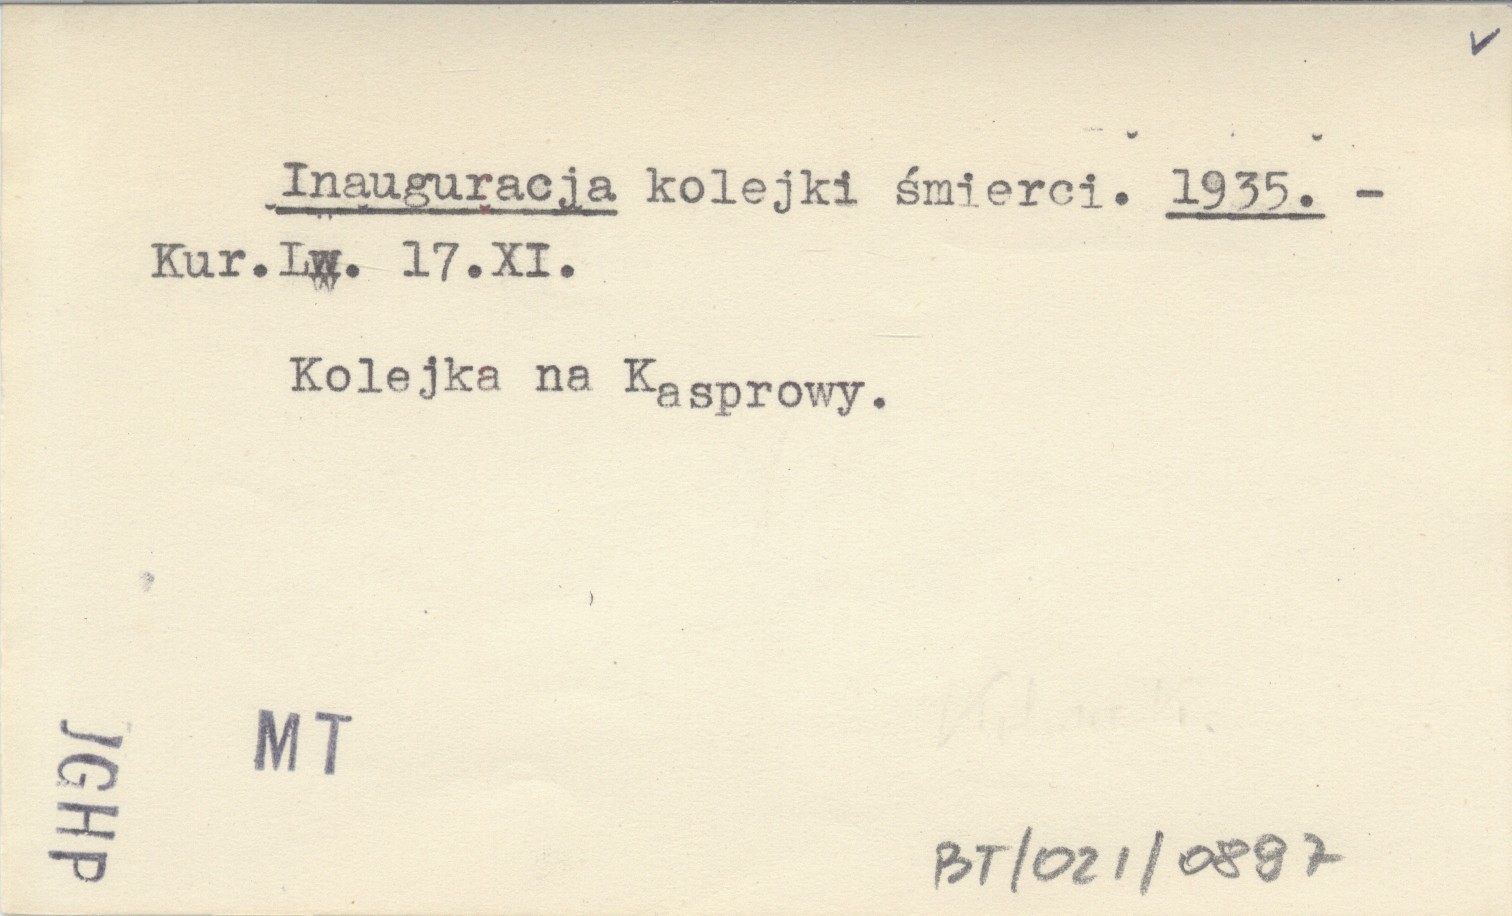 Inauguracja kolejki śmierci. 1935. -
Kur.Lw. 17.XI.
Kolejka na Kasprowy.
MT
JGHP
BT/021/0887